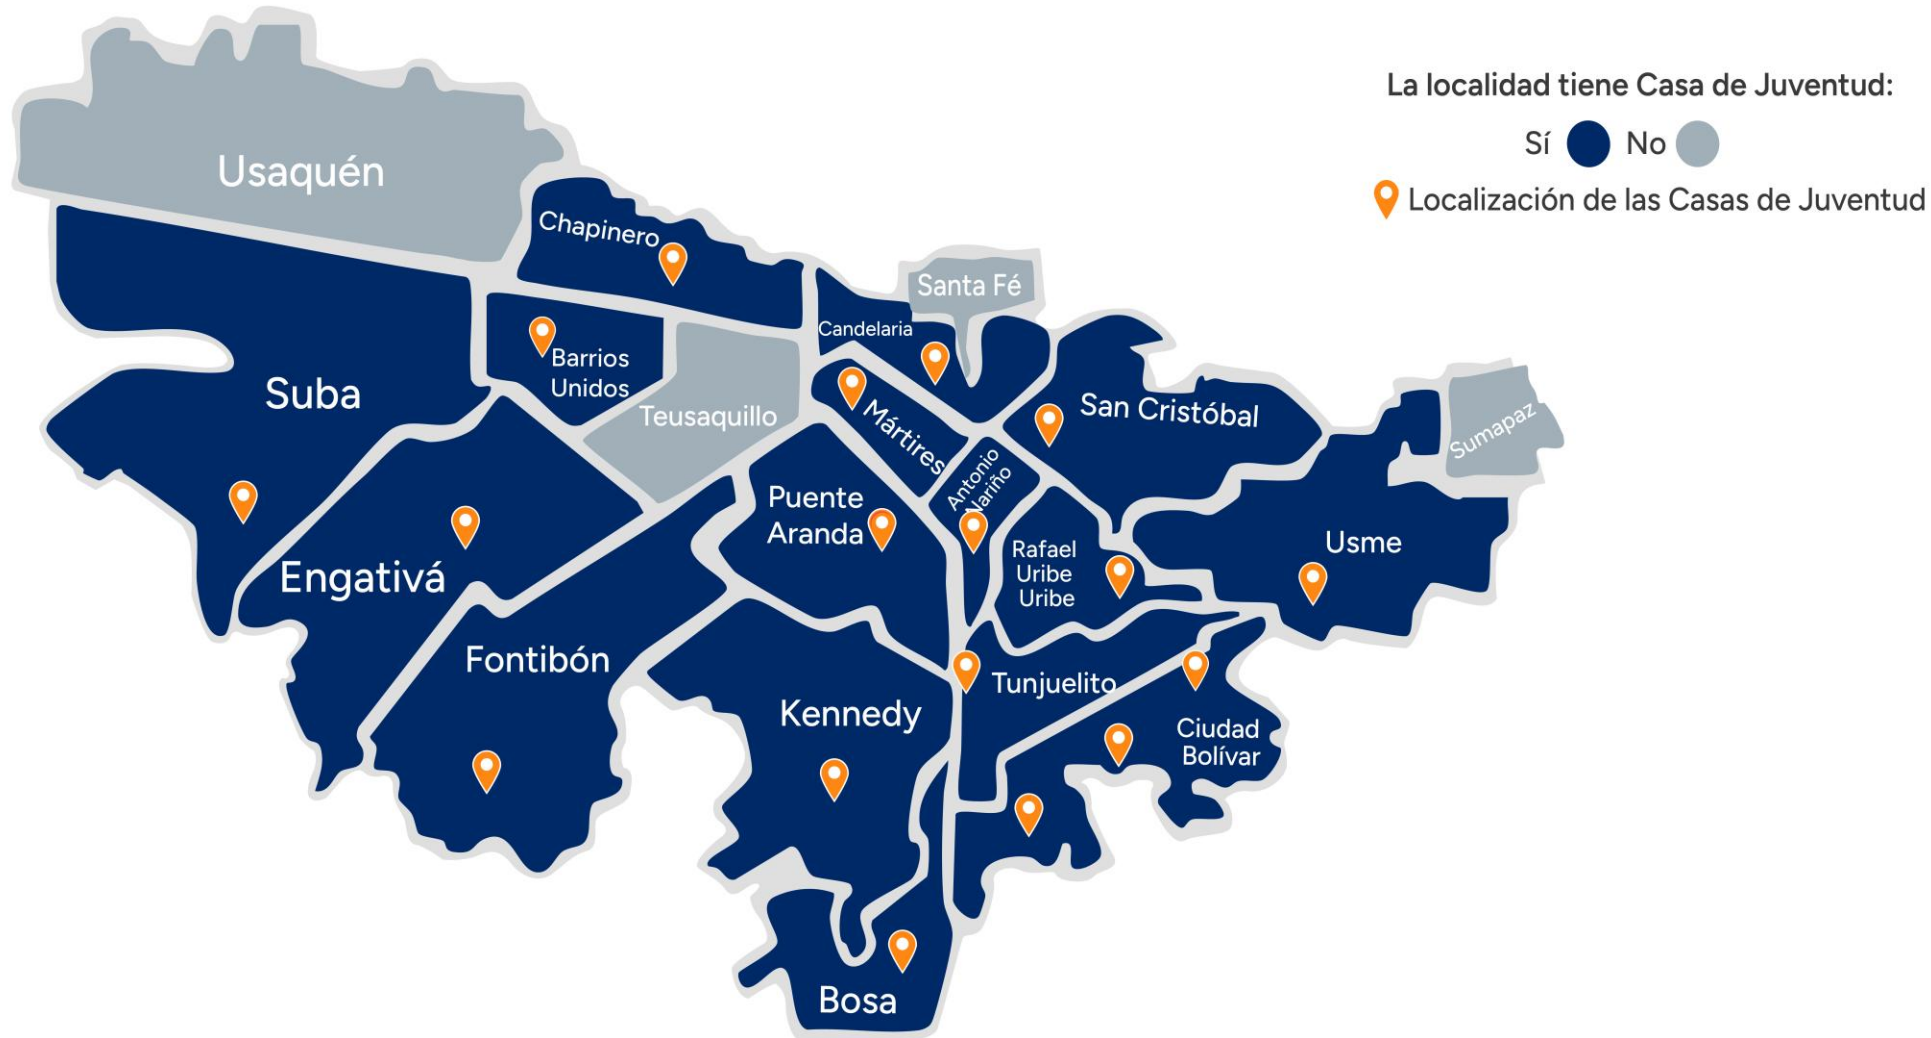 La localidad tiene Casa de Juventud:
Sí No
Localización de las Casas de Juventud
Usaquén
Chapinero
Santa Fé
Candelaria
Barrios
Unidos
Suba
Teusaquillo
Mártires
San Cristóbal
Sumapaz
Antonio
Nariño
Puente
Aranda
Usme
Rafael
Uribe
Uribe
Engativá
Fontibón
Tunjuelito
Kennedy
Ciudad
Bolívar
Bosa